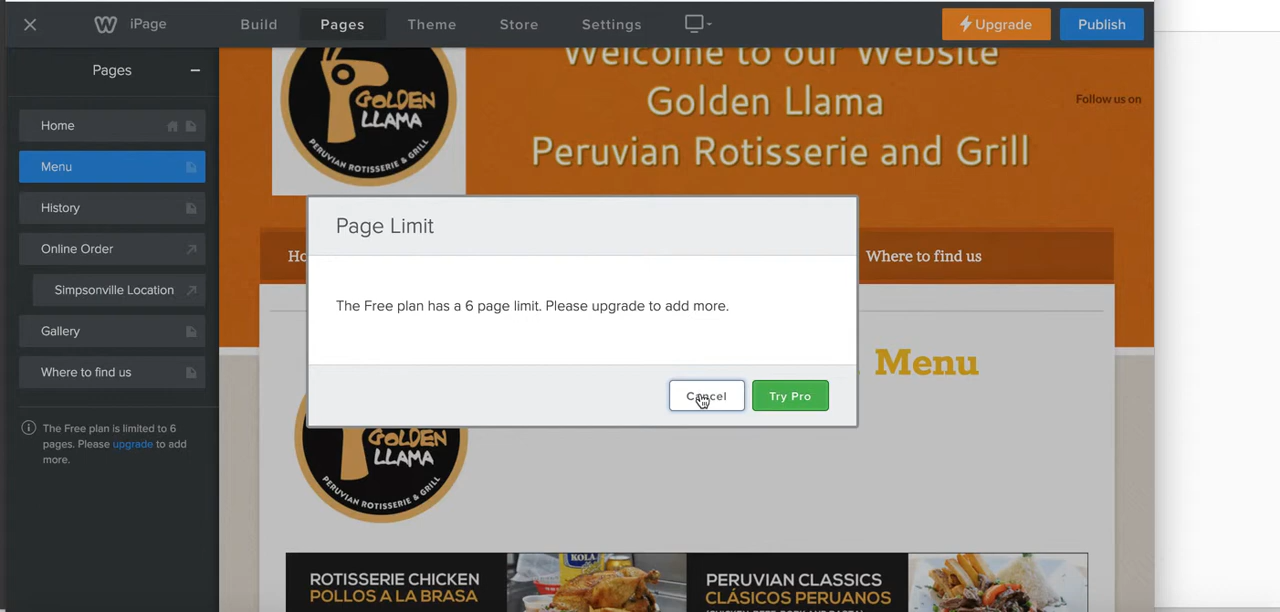 iPage
Build
Pages
Theme
Store
Settings
Upgrade
Publish
Pages
Home
Menu
History
Online Order
Simpsonville Location
Gallery
Where to find us
The Free plan is limited to 6
pages. Please upgrade to add
more.
Welcome to our Website
Golden Llama
Peruvian Rotisserie and Grill
Follow us on
GOLDEN
LLAMA
PERUVIAN ROTISSERIE & GRILL
Where to find us
Page Limit
The Free plan has a 6 page limit. Please upgrade to add more.
Cancel
Try Pro
Menu
GOLDEN
LLAMA
PERUVIAN ROTISSERIE & GRILL
ROTISSERIE CHICKEN
POLLOS A LA BRASA
KOLA
PERUVIAN CLASSICS
CLÁSICOS PERUANOS